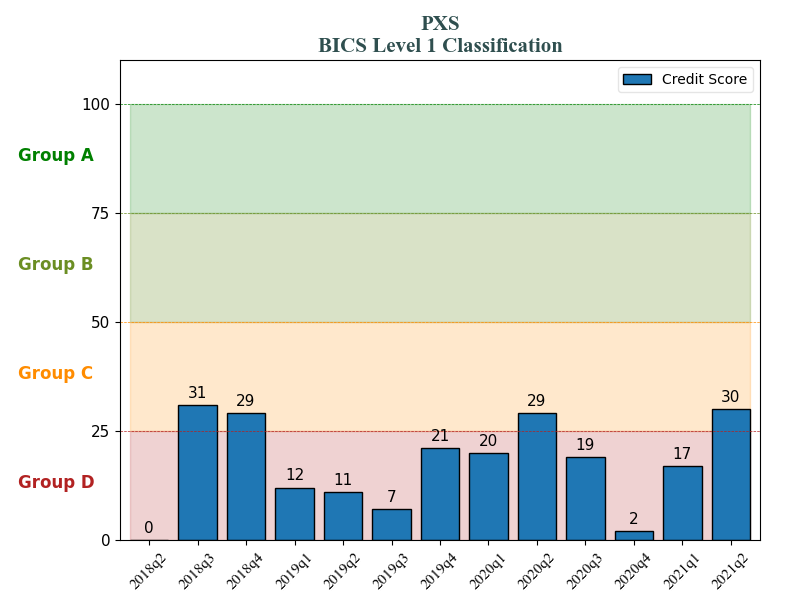 PXS
BICS Level 1 Classification
Credit Score
100
Group A
75
Group B
50
Group C
31
29
29
30
25
21
20
19
17
12
11
7
2
0
Group D
0
2018q2 2018q3 2018q4 2019q1 2019q2 2019q3 2019q4 2020q1 2020q2 2020q3 2020q4 2021q1 2021q2